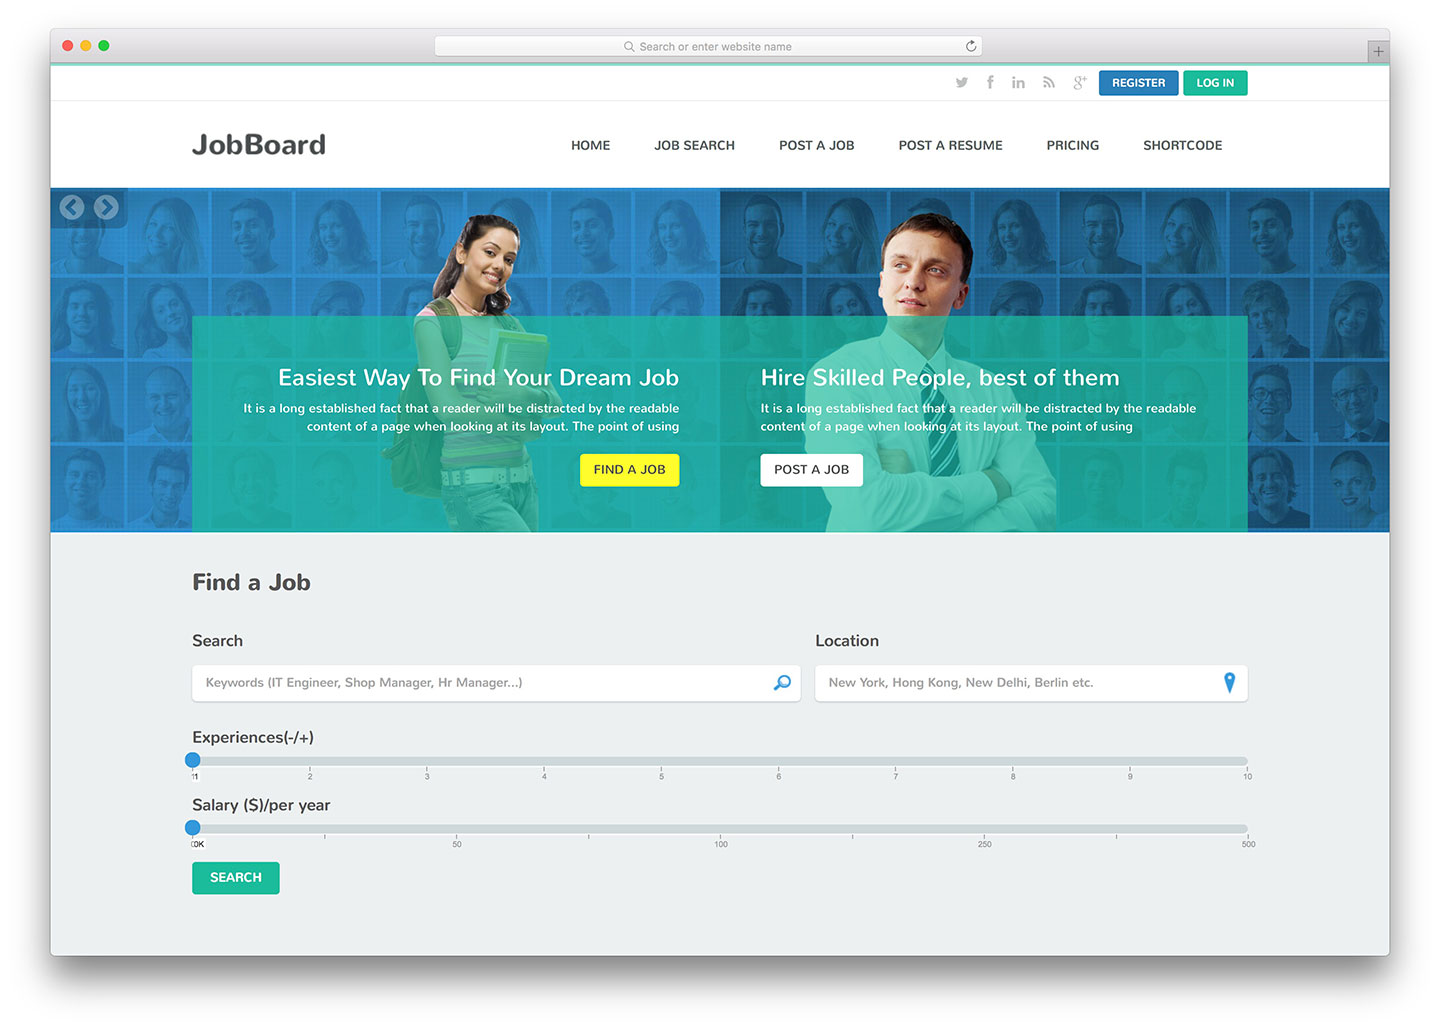 Search or enter website name
REGISTER
LOG IN
JobBoard
HOME
JOB SEARCH
POST A JOB
POST A RESUME
PRICING
SHORTCODE
Easiest Way To Find Your Dream Job
It is a long established fact that a reader will be distracted by the readable
content of a page when looking at its layout. The point of using
FIND A JOB
Hire Skilled People, best of them
It is a long established fact that a reader will be distracted by the readable
content of a page when looking at its layout. The point of using
POST A JOB
Find a Job
Search
Location
Keywords (IT Engineer, Shop Manager, Hr Manager...)
New York, Hong Kong, New Delhi, Berlin etc.
Experiences(-/+)
2 3 4 5 6 7 8 9 10
Salary ($)/per year
50 100 250 500
SEARCH